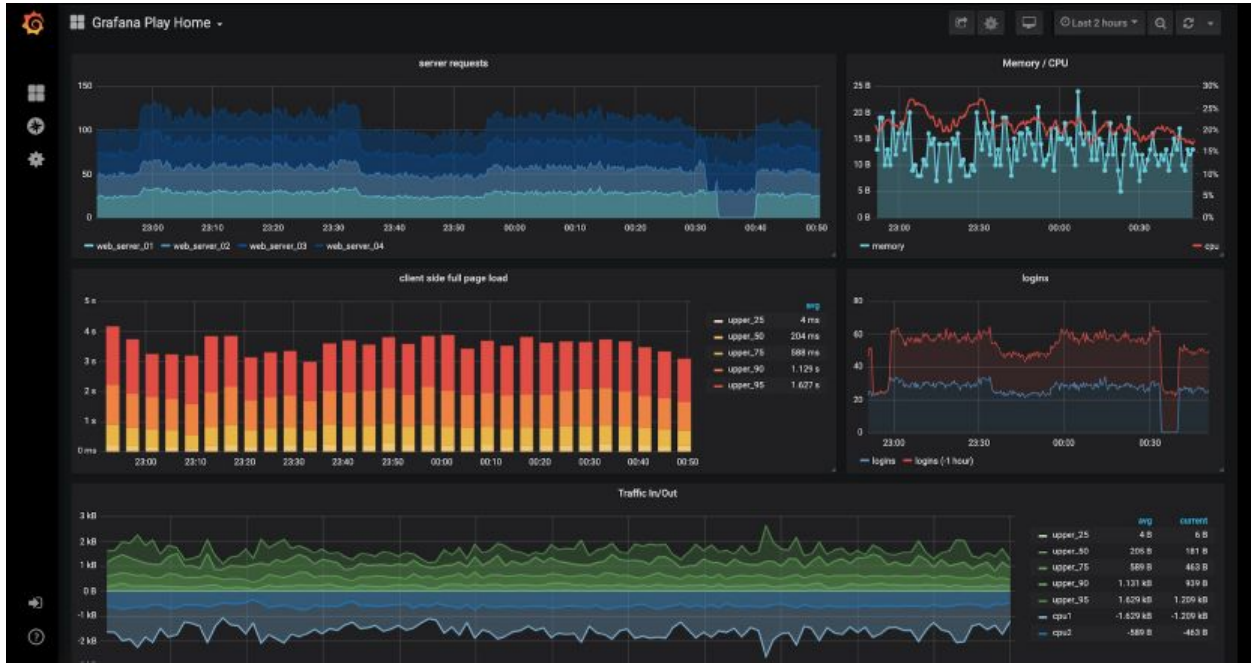 Grafana Play Home
Last 2 hours
server requests
150
100
50
0
23:00 23:10 23:20 23:30 23:40 23:50 00:00 00:10 00:20 00:30 00:40 00:50
web_server_01 web_server_02 web_server_03 web_server_04
Memory / CPU
25 B 30%
20 B 25%
15 B 20%
10 B 15%
5 B 10%
0 B 5%
0%
23:00 23:30 00:00 00:30
memory cpu
client side full page load
5 s
4 s
3 s
2 s
1 s
0 ms
23:00 23:10 23:20 23:30 23:40 23:50 00:00 00:10 00:20 00:30 00:40 00:50
avg
upper_25 4 ms
upper_50 204 ms
upper_75 588 ms
upper_90 1.129 s
upper_95 1.627 s
logins
80
60
40
20
0
23:00 23:30 00:00 00:30
logins logins (-1 hour)
Traffic In/Out
3 kB
2 kB
1 kB
0 B
-1 kB
-2 kB
avg current
upper_25 4 B 6 B
upper_50 205 B 181 B
upper_75 589 B 463 B
upper_90 1.131 kB 939 B
upper_95 1.629 kB 1.209 kB
cpu1 -1.629 kB -1.209 kB
cpu2 -589 B -463 B